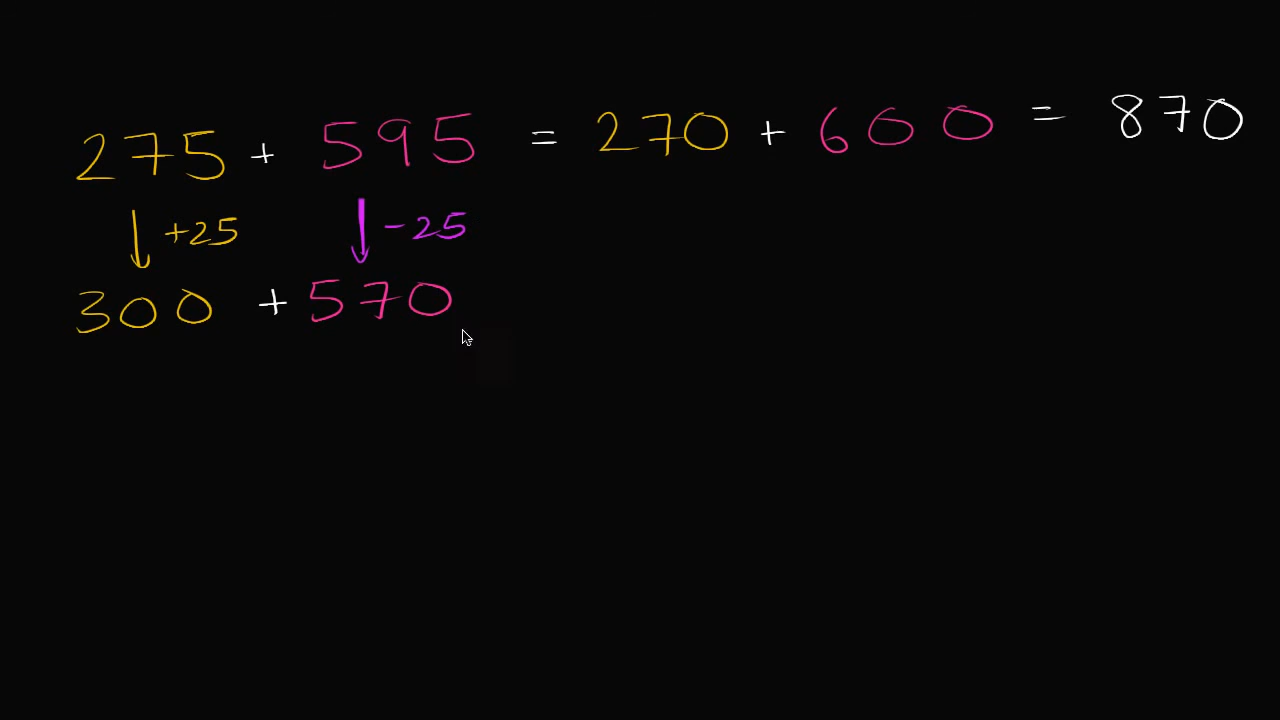 275 + 595 = 270 + 600 = 870
+25 -25
300 + 570